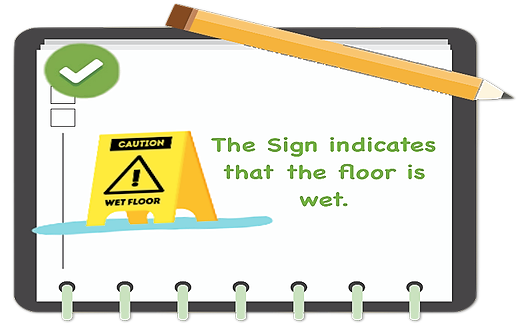 CAUTION
WET FLOOR
The Sign indicates
that the floor is
wet.